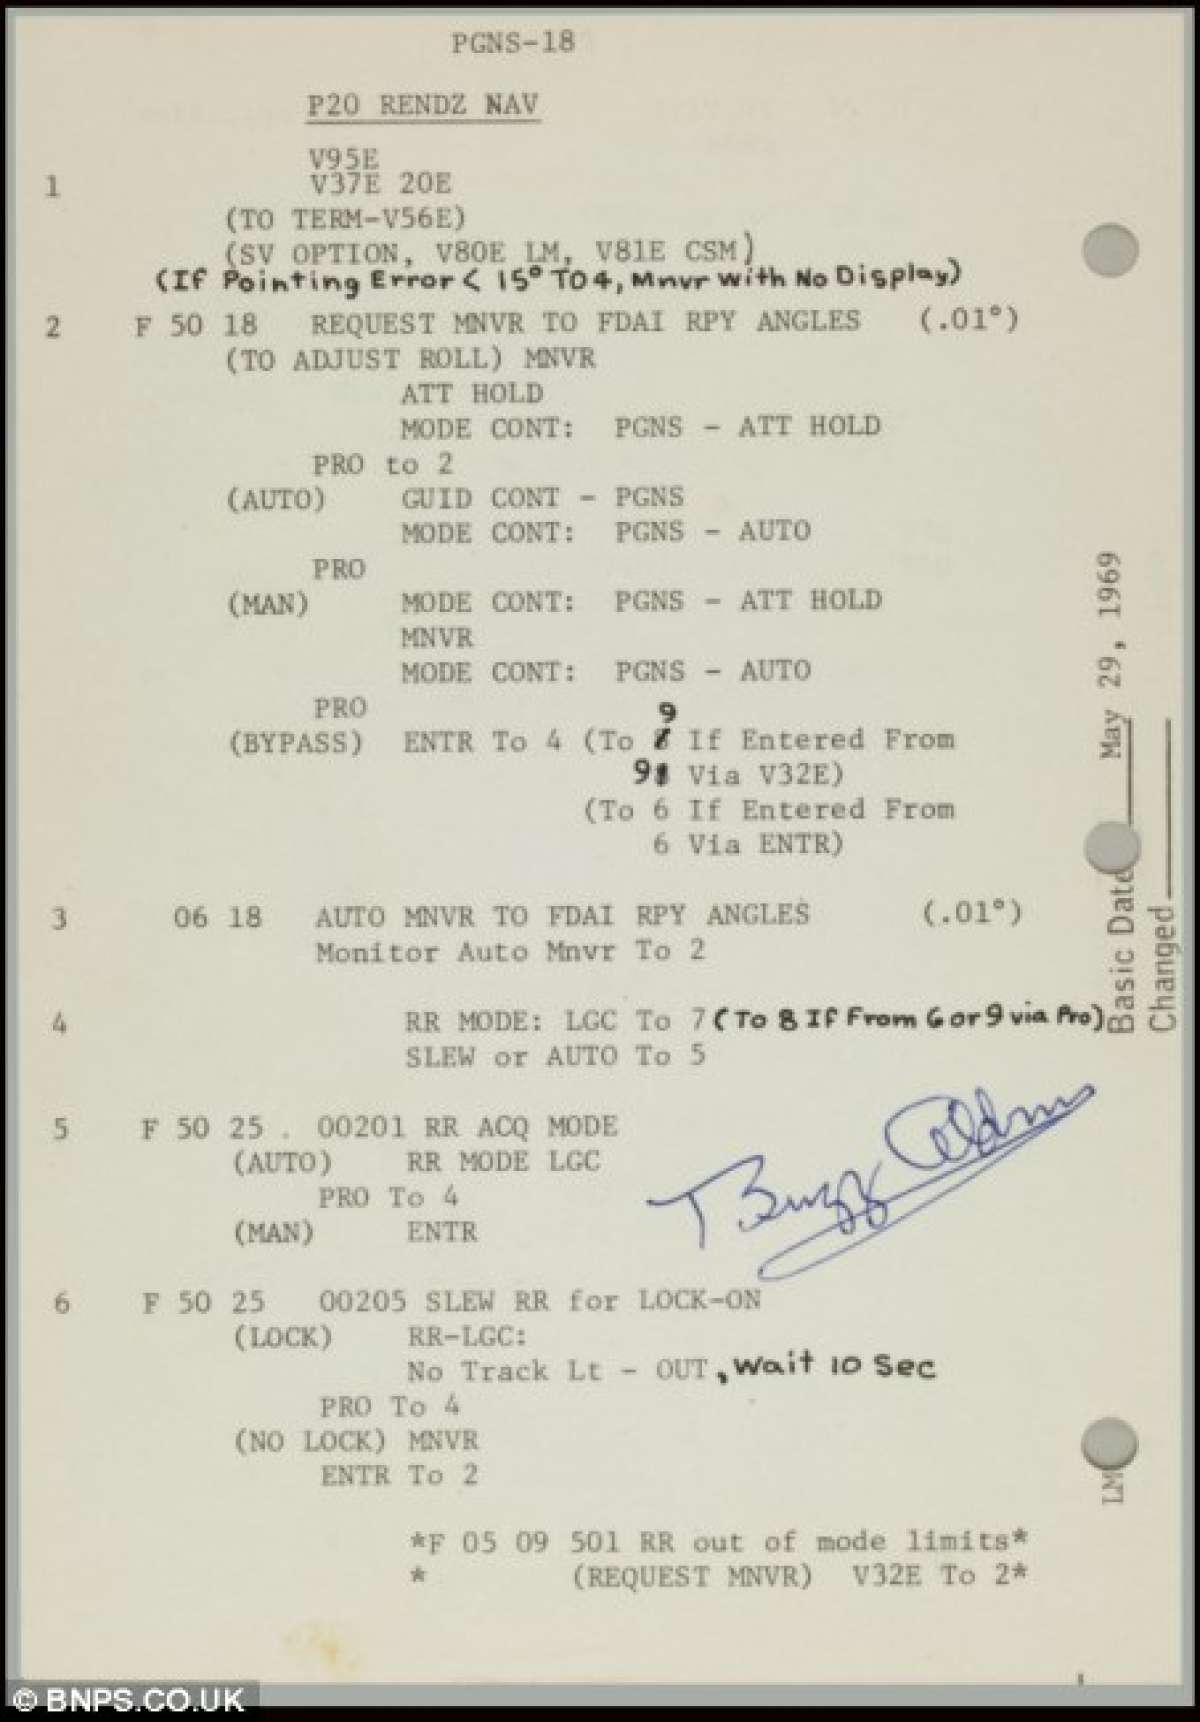 PGNS-18
P20 RENDZ NAV
V95E
1 V37E 20E
(TO TERM-V56E)
(SV OPTION, V80E LM, V81E CSM)
(If Pointing Error < 15° TO 4, Mnvr with No Display)
2 F 50 18 REQUEST MNVR TO FDAI RPY ANGLES (.01°)
(TO ADJUST ROLL) MNVR
ATT HOLD
MODE CONT: PGNS - ATT HOLD
PRO to 2
(AUTO) GUID CONT - PGNS
MODE CONT: PGNS - AUTO
PRO
(MAN) MODE CONT: PGNS - ATT HOLD
MNVR
MODE CONT: PGNS - AUTO
PRO
9
(BYPASS) ENTR To 4 (To If Entered From
9 Via V32E)
(To 6 If Entered From
6 Via ENTR)
3 06 18 AUTO MNVR TO FDAI RPY ANGLES (.01°)
Monitor Auto Mnvr To 2
4 RR MODE: LGC To 7 (To 8 If From 6 or 9 via Pro)
SLEW or AUTO To 5
5 F 50 25 . 00201 RR ACQ MODE
(AUTO) RR MODE LGC
PRO To 4
(MAN) ENTR
Buzz Aldrin
6 F 50 25 00205 SLEW RR for LOCK-ON
(LOCK) RR-LGC:
No Track Lt - OUT, Wait 10 Sec
PRO To 4
(NO LOCK) MNVR
ENTR To 2
*F 05 09 501 RR out of mode limits*
* (REQUEST MNVR) V32E To 2*
Basic Date May 29, 1969
Changed
LM
© BNPS.CO.UK